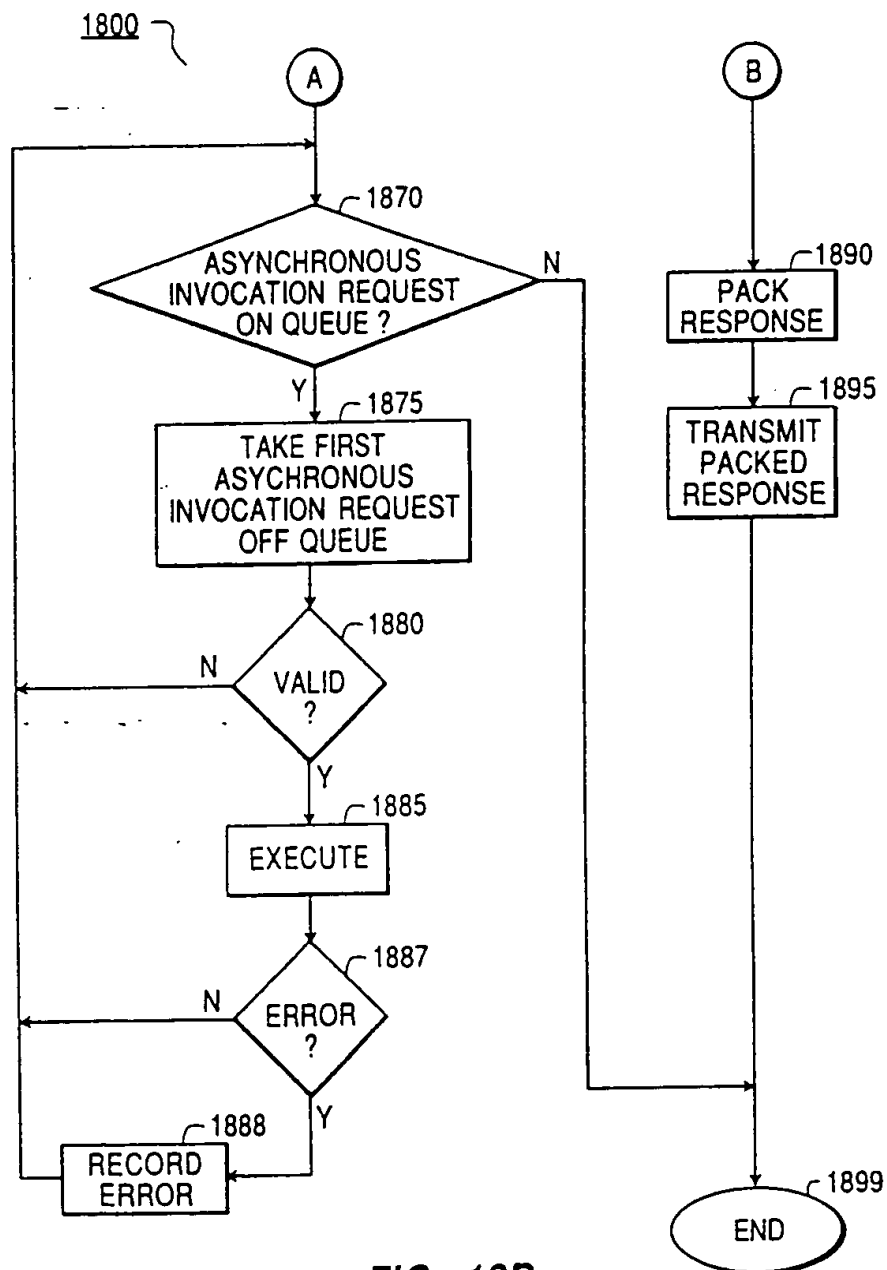 1800
A
B
1870
ASYNCHRONOUS
INVOCATION REQUEST
ON QUEUE ?
N
Y
1875
TAKE FIRST
ASYCHRONOUS
INVOCATION REQUEST
OFF QUEUE
1880
VALID
?
N
Y
1885
EXECUTE
1887
ERROR
?
N
Y
1888
RECORD
ERROR
1890
PACK
RESPONSE
1895
TRANSMIT
PACKED
RESPONSE
1899
END